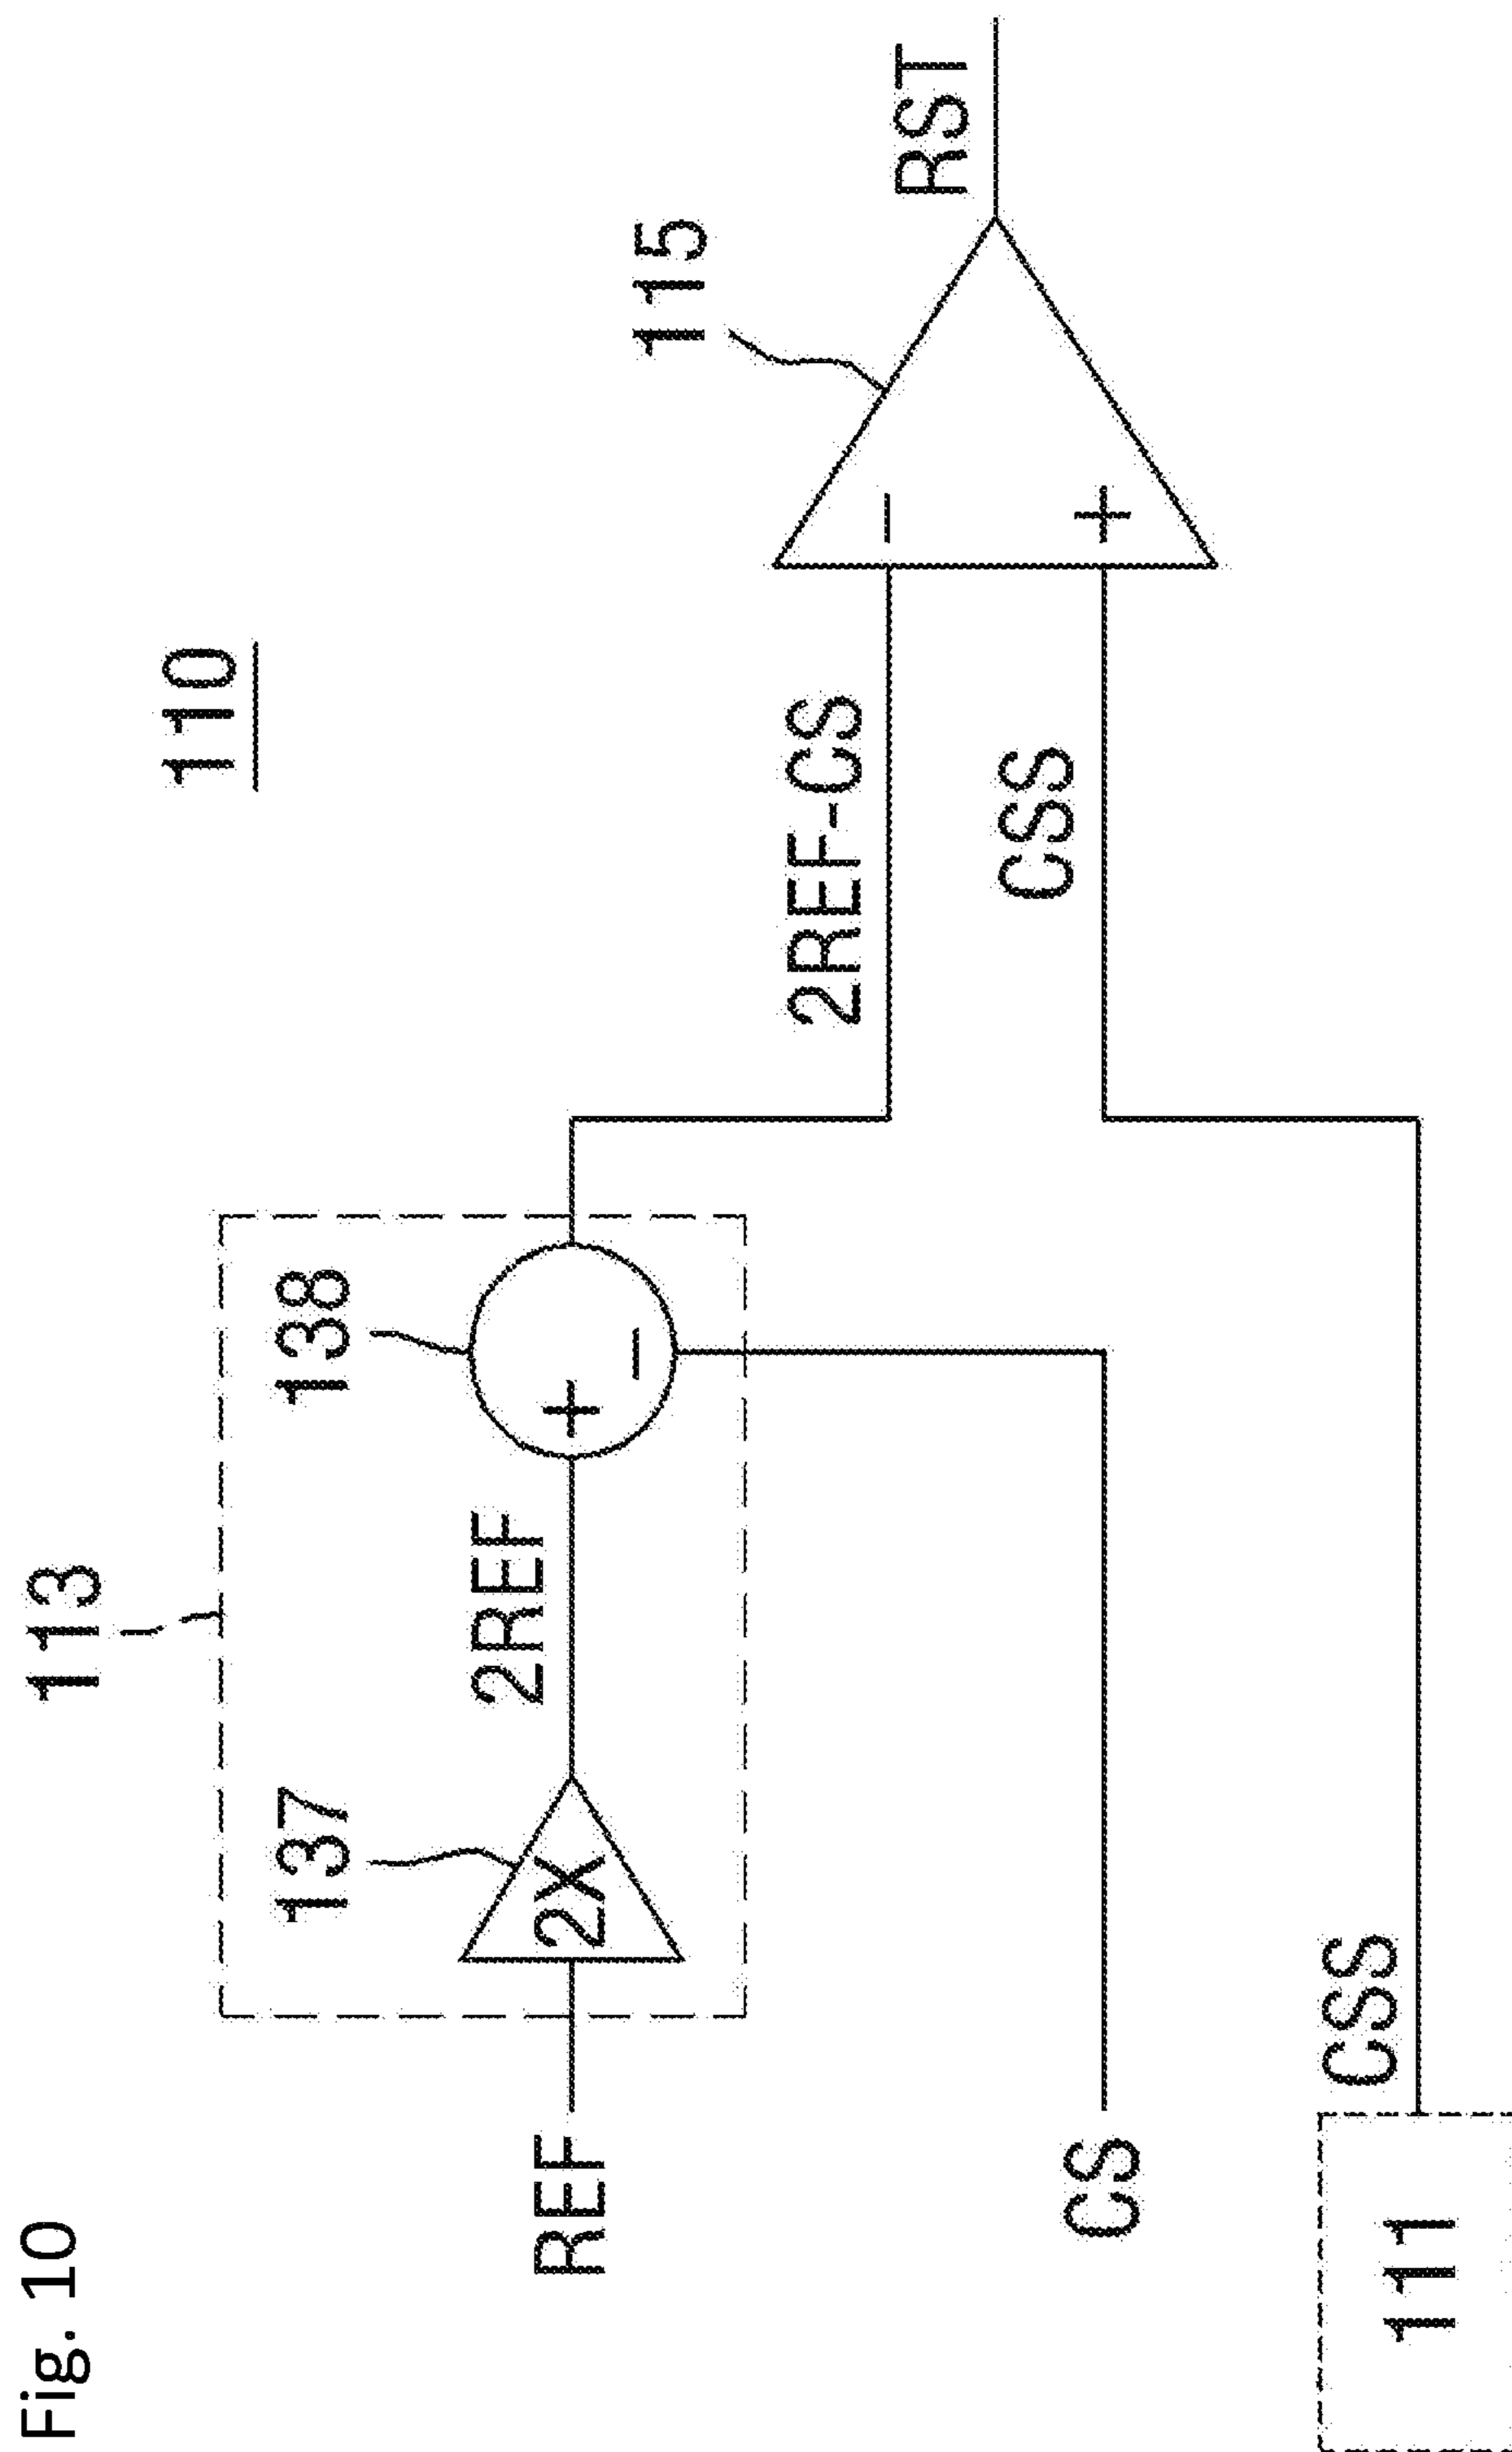 Fig. 10
110
113
137
138
REF
2X
2REF
2REF-CS
115
RST
CS
CSS
CSS
111
+
−
−
+